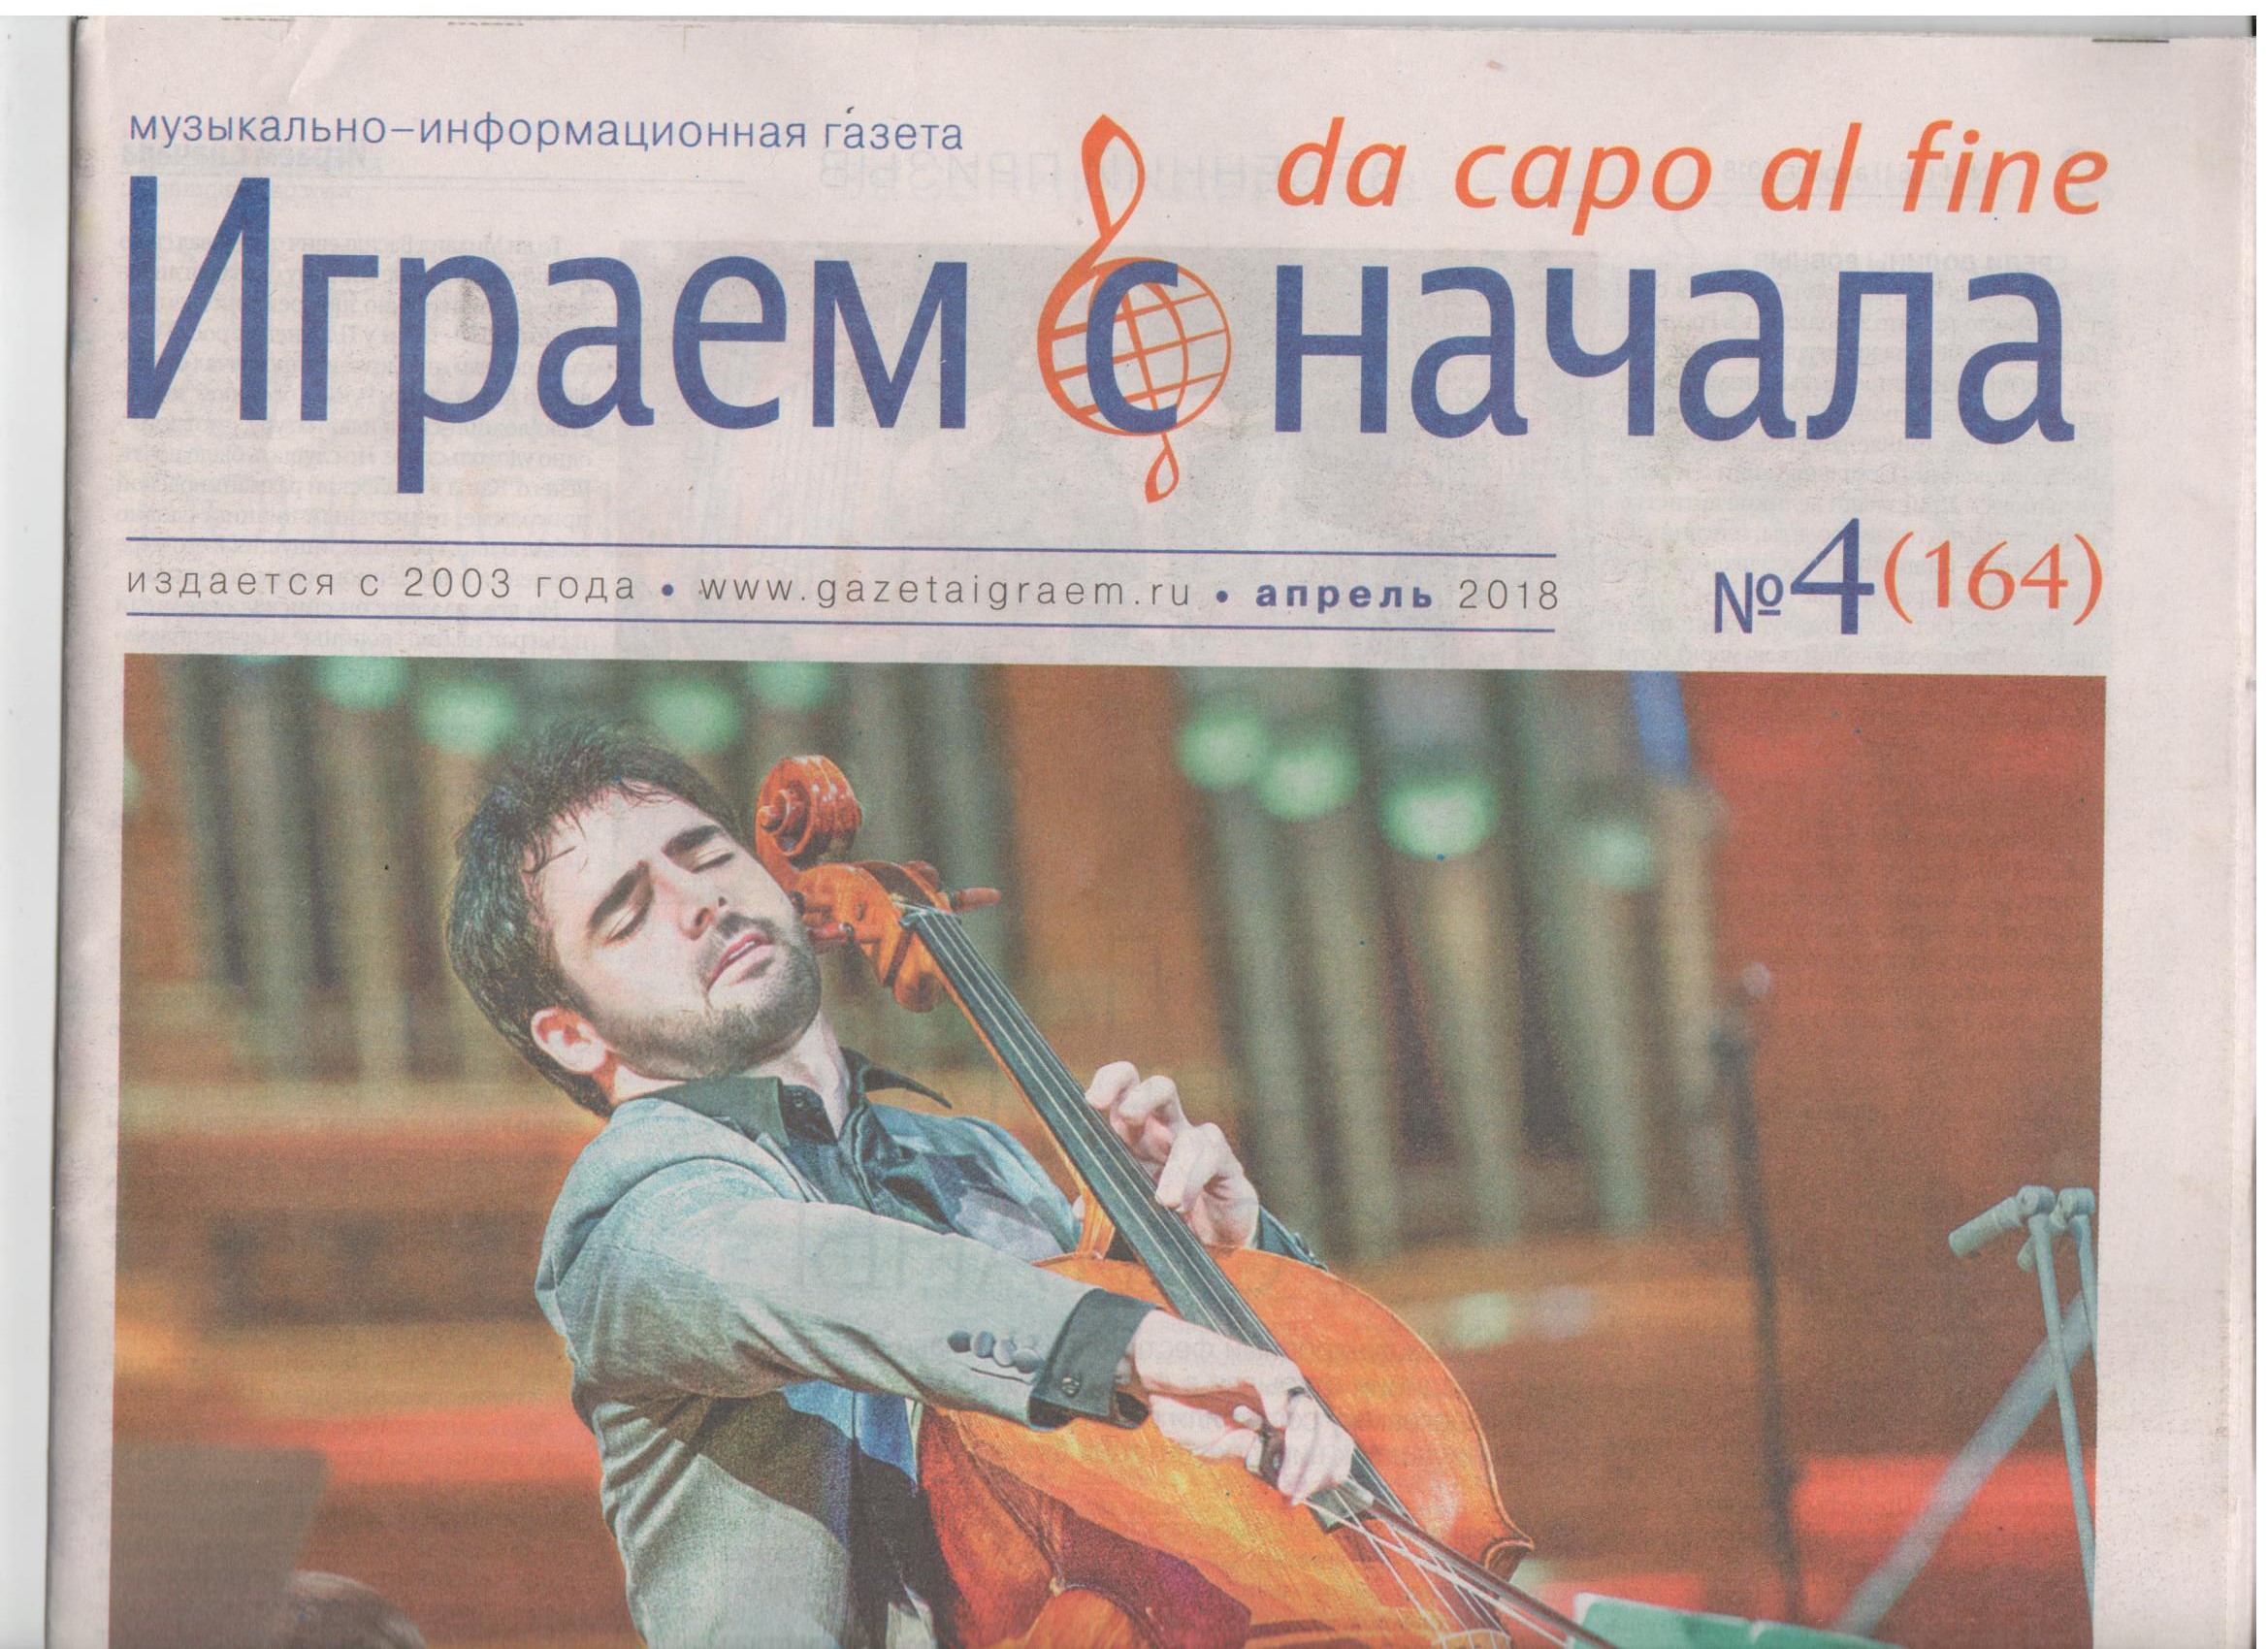 музыкально-информационная газета
da capo al fine
Играем с начала
издается с 2003 года • www.gazetaigraem.ru • апрель 2018
№4(164)